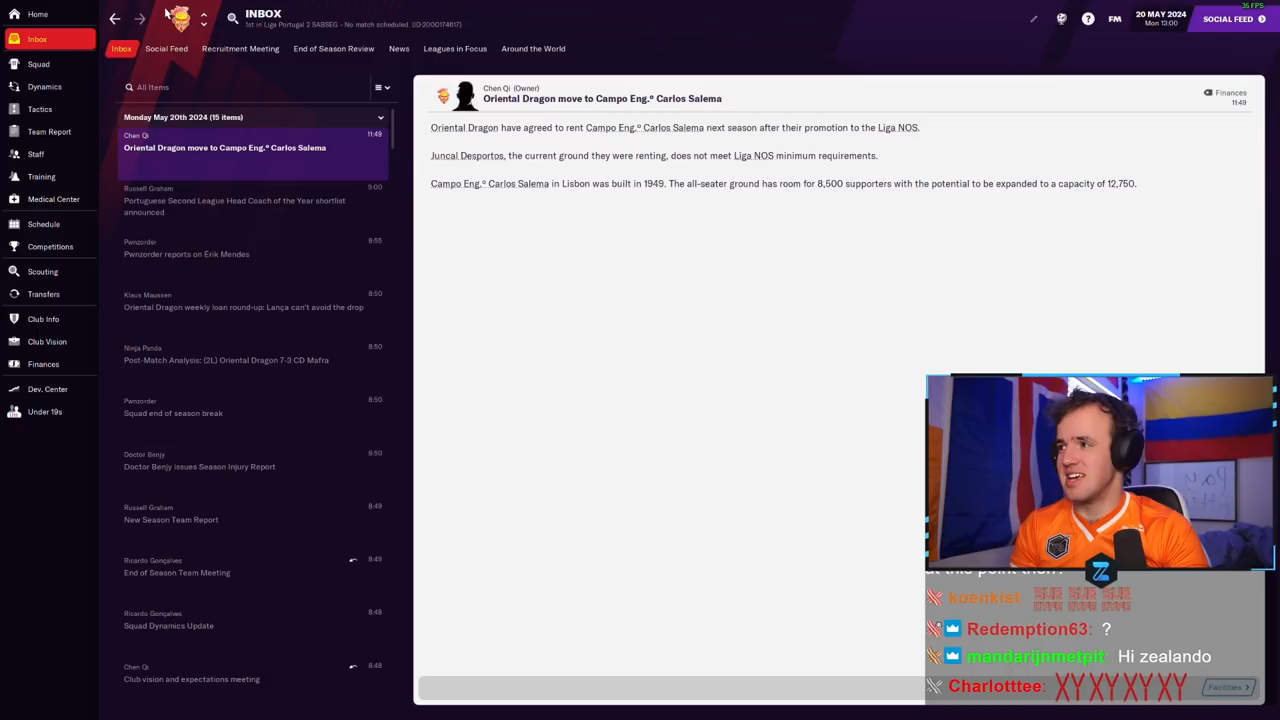 Home
Inbox
Squad
Dynamics
Tactics
Team Report
Staff
Training
Medical Center
Schedule
Competitions
Scouting
Transfers
Club Info
Club Vision
Finances
Dev. Center
Under 19s
INBOX
1st in Liga Portugal 2 SABSEG - No match scheduled (ID:2000174617)
35 FPS
FM
20 MAY 2024
Mon 13:00
SOCIAL FEED
Inbox
Social Feed
Recruitment Meeting
End of Season Review
News
Leagues in Focus
Around the World
All Items
Monday May 20th 2024 (15 items)
Chen Qi
11:49
Oriental Dragon move to Campo Eng.º Carlos Salema
Russell Graham
9:00
Portuguese Second League Head Coach of the Year shortlist
announced
Pwnzorder
8:55
Pwnzorder reports on Erik Mendes
Klaus Maussen
8:50
Oriental Dragon weekly loan round-up: Lança can't avoid the drop
Ninja Panda
8:50
Post-Match Analysis: (2L) Oriental Dragon 7-3 CD Mafra
Pwnzorder
8:50
Squad end of season break
Doctor Benjy
8:50
Doctor Benjy issues Season Injury Report
Russell Graham
8:49
New Season Team Report
Ricardo Gonçalves
8:49
End of Season Team Meeting
Ricardo Gonçalves
8:48
Squad Dynamics Update
Chen Qi
8:48
Club vision and expectations meeting
Chen Qi (Owner)
Oriental Dragon move to Campo Eng.º Carlos Salema
Finances
11:49
Oriental Dragon have agreed to rent Campo Eng.º Carlos Salema next season after their promotion to the Liga NOS.
Juncal Desportos, the current ground they were renting, does not meet Liga NOS minimum requirements.
Campo Eng.º Carlos Salema in Lisbon was built in 1949. The all-seater ground has room for 8,500 supporters with the potential to be expanded to a capacity of 12,750.
at this point then?
koenkisl:
Redemption63: ?
mandarijnmetpit: Hi zealando
Charlotttee:
Facilities